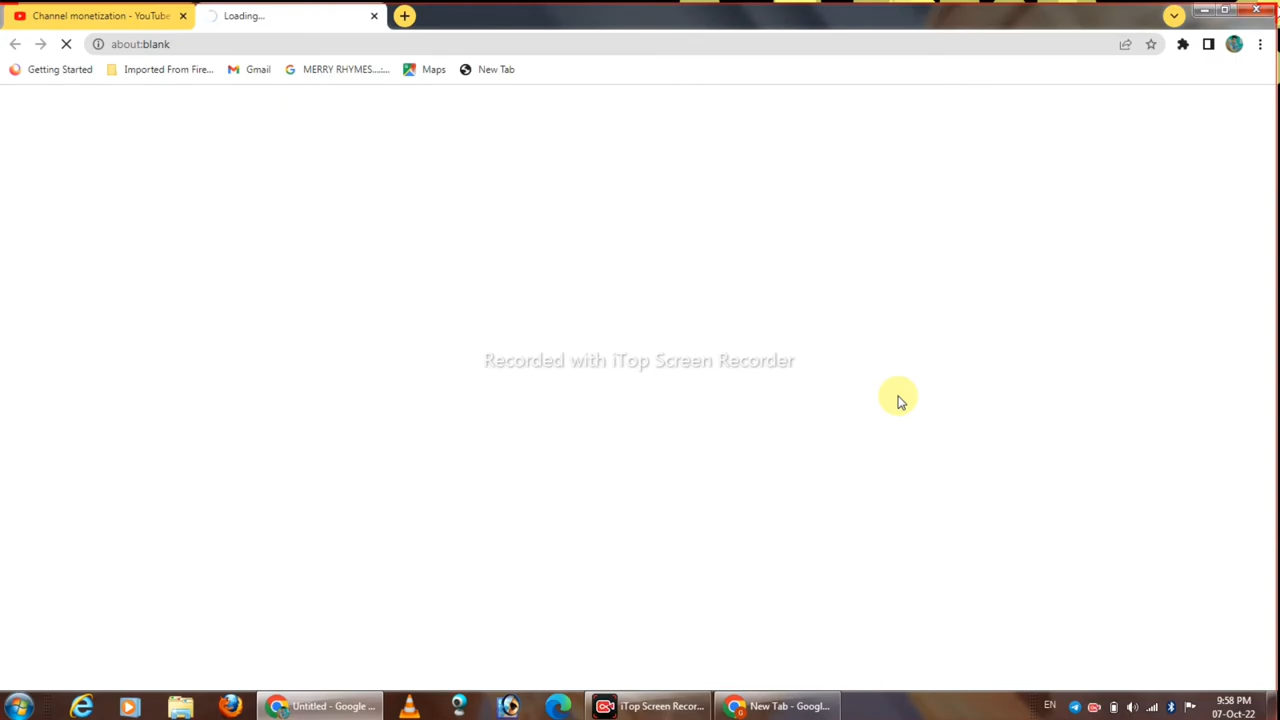 Channel monetization - YouTube
Loading...
about:blank
Getting Started
Imported From Fire...
Gmail
MERRY RHYMES....:...
Maps
New Tab
Recorded with iTop Screen Recorder
Untitled - Google ...
iTop Screen Recor...
New Tab - Googl...
EN
9:58 PM
07-Oct-22